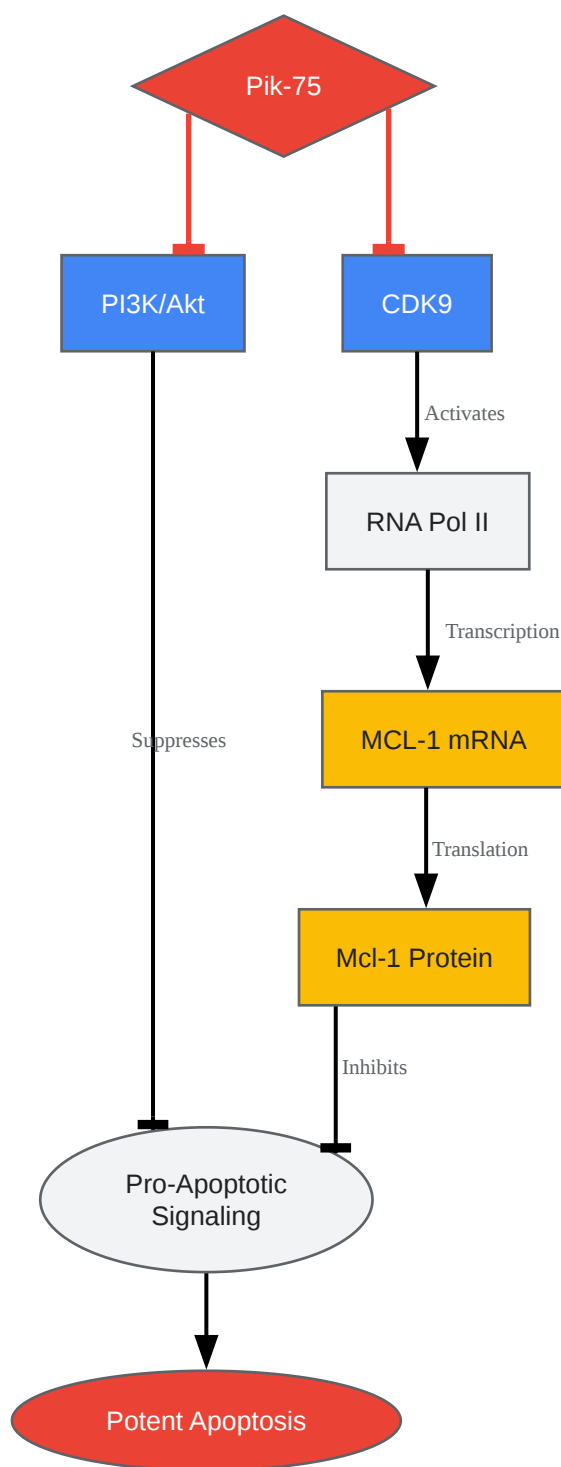 Pik-75
PI3K/Akt
CDK9
Activates
RNA Pol II
Transcription
MCL-1 mRNA
Suppresses
Translation
Mcl-1 Protein
Inhibits
Pro-Apoptotic
Signaling
Potent Apoptosis